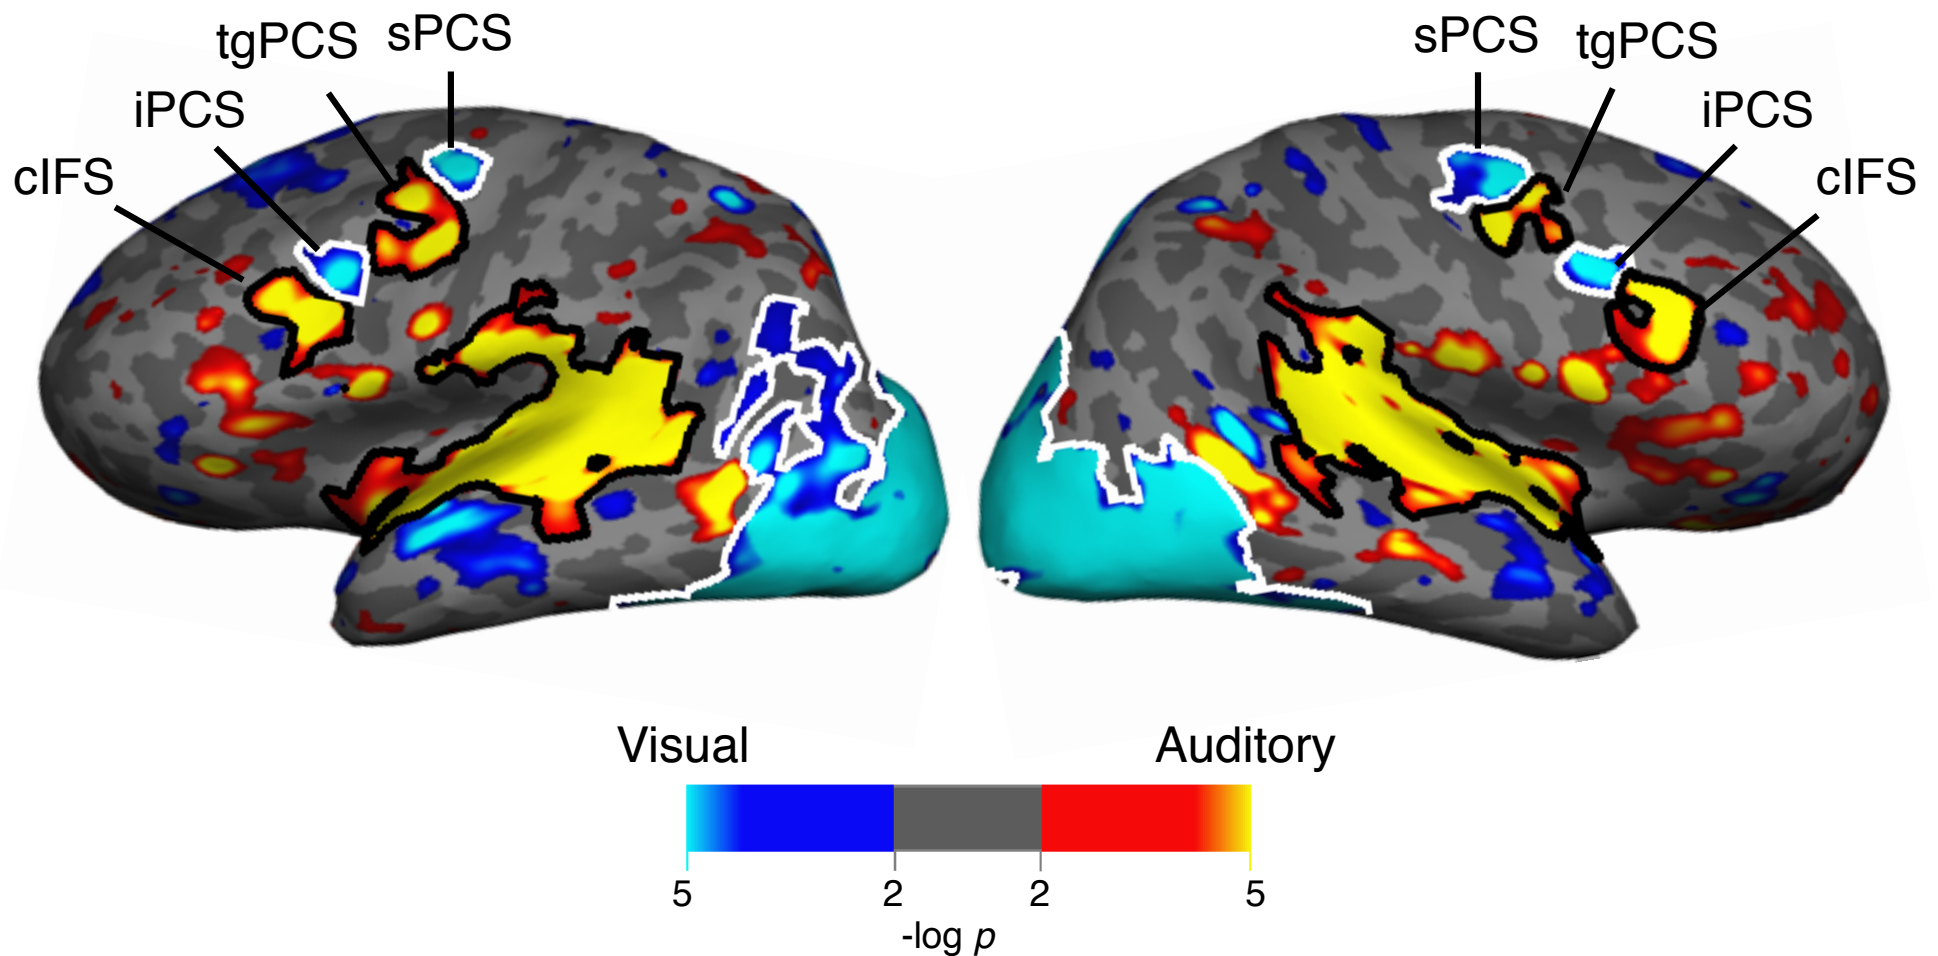 tgPCS sPCS
iPCS
cIFS
sPCS tgPCS
iPCS
cIFS
Visual Auditory
5 2 2 5
-log p